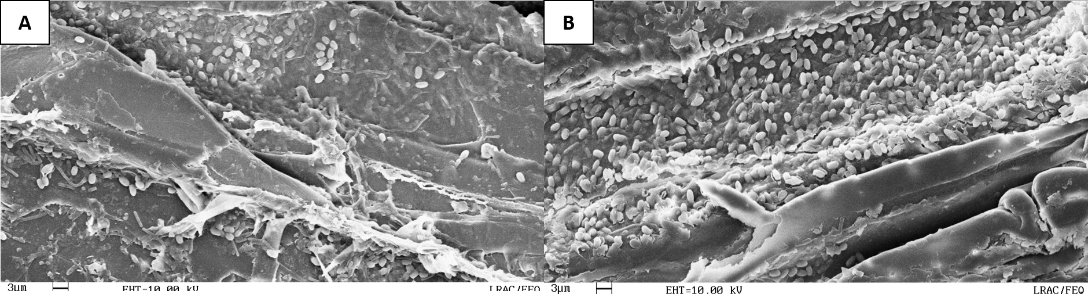 A
B
3µm
EHT=10.00 kV
LRAC/FEQ
3µm
EHT=10.00 kV
LRAC/FEQ